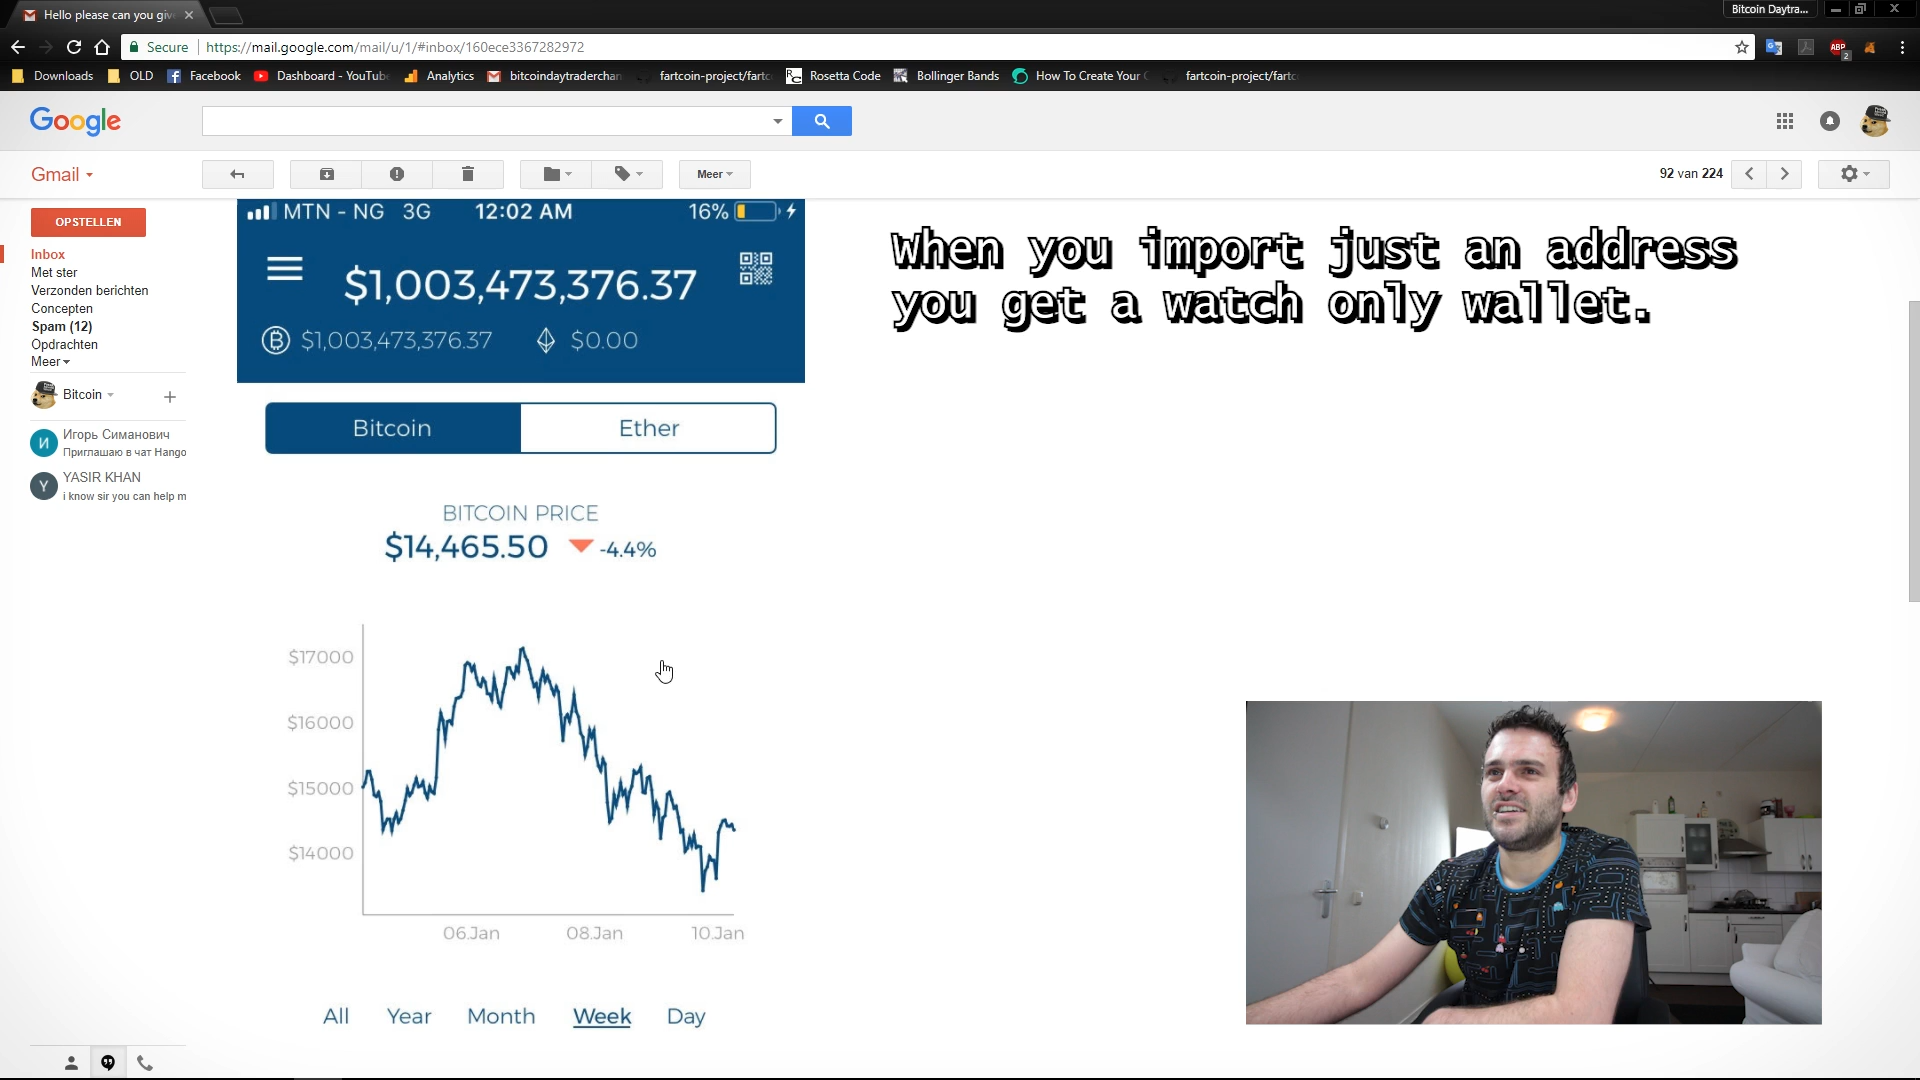 Hello please can you giv
Bitcoin Daytra...
Secure
https://mail.google.com/mail/u/1/#inbox/160ece3367282972
ABP
2
Downloads
OLD
Facebook
Dashboard - YouTube
Analytics
bitcoindaytraderchan
fartcoin-project/fartc
Rosetta Code
Bollinger Bands
How To Create Your
fartcoin-project/fartc
Google
Gmail
Meer
92 van 224
OPSTELLEN
Inbox
Met ster
Verzonden berichten
Concepten
Spam (12)
Opdrachten
Meer
Bitcoin
И
Игорь Симанович
Приглашаю в чат Hango
Y
YASIR KHAN
i know sir you can help m
MTN - NG 3G 12:02 AM 16%
$1,003,473,376.37
$1,003,473,376.37 $0.00
Bitcoin
Ether
BITCOIN PRICE
$14,465.50 -4.4%
$17000
$16000
$15000
$14000
06.Jan 08.Jan 10.Jan
All Year Month Week Day
When you import just an address
you get a watch only wallet.